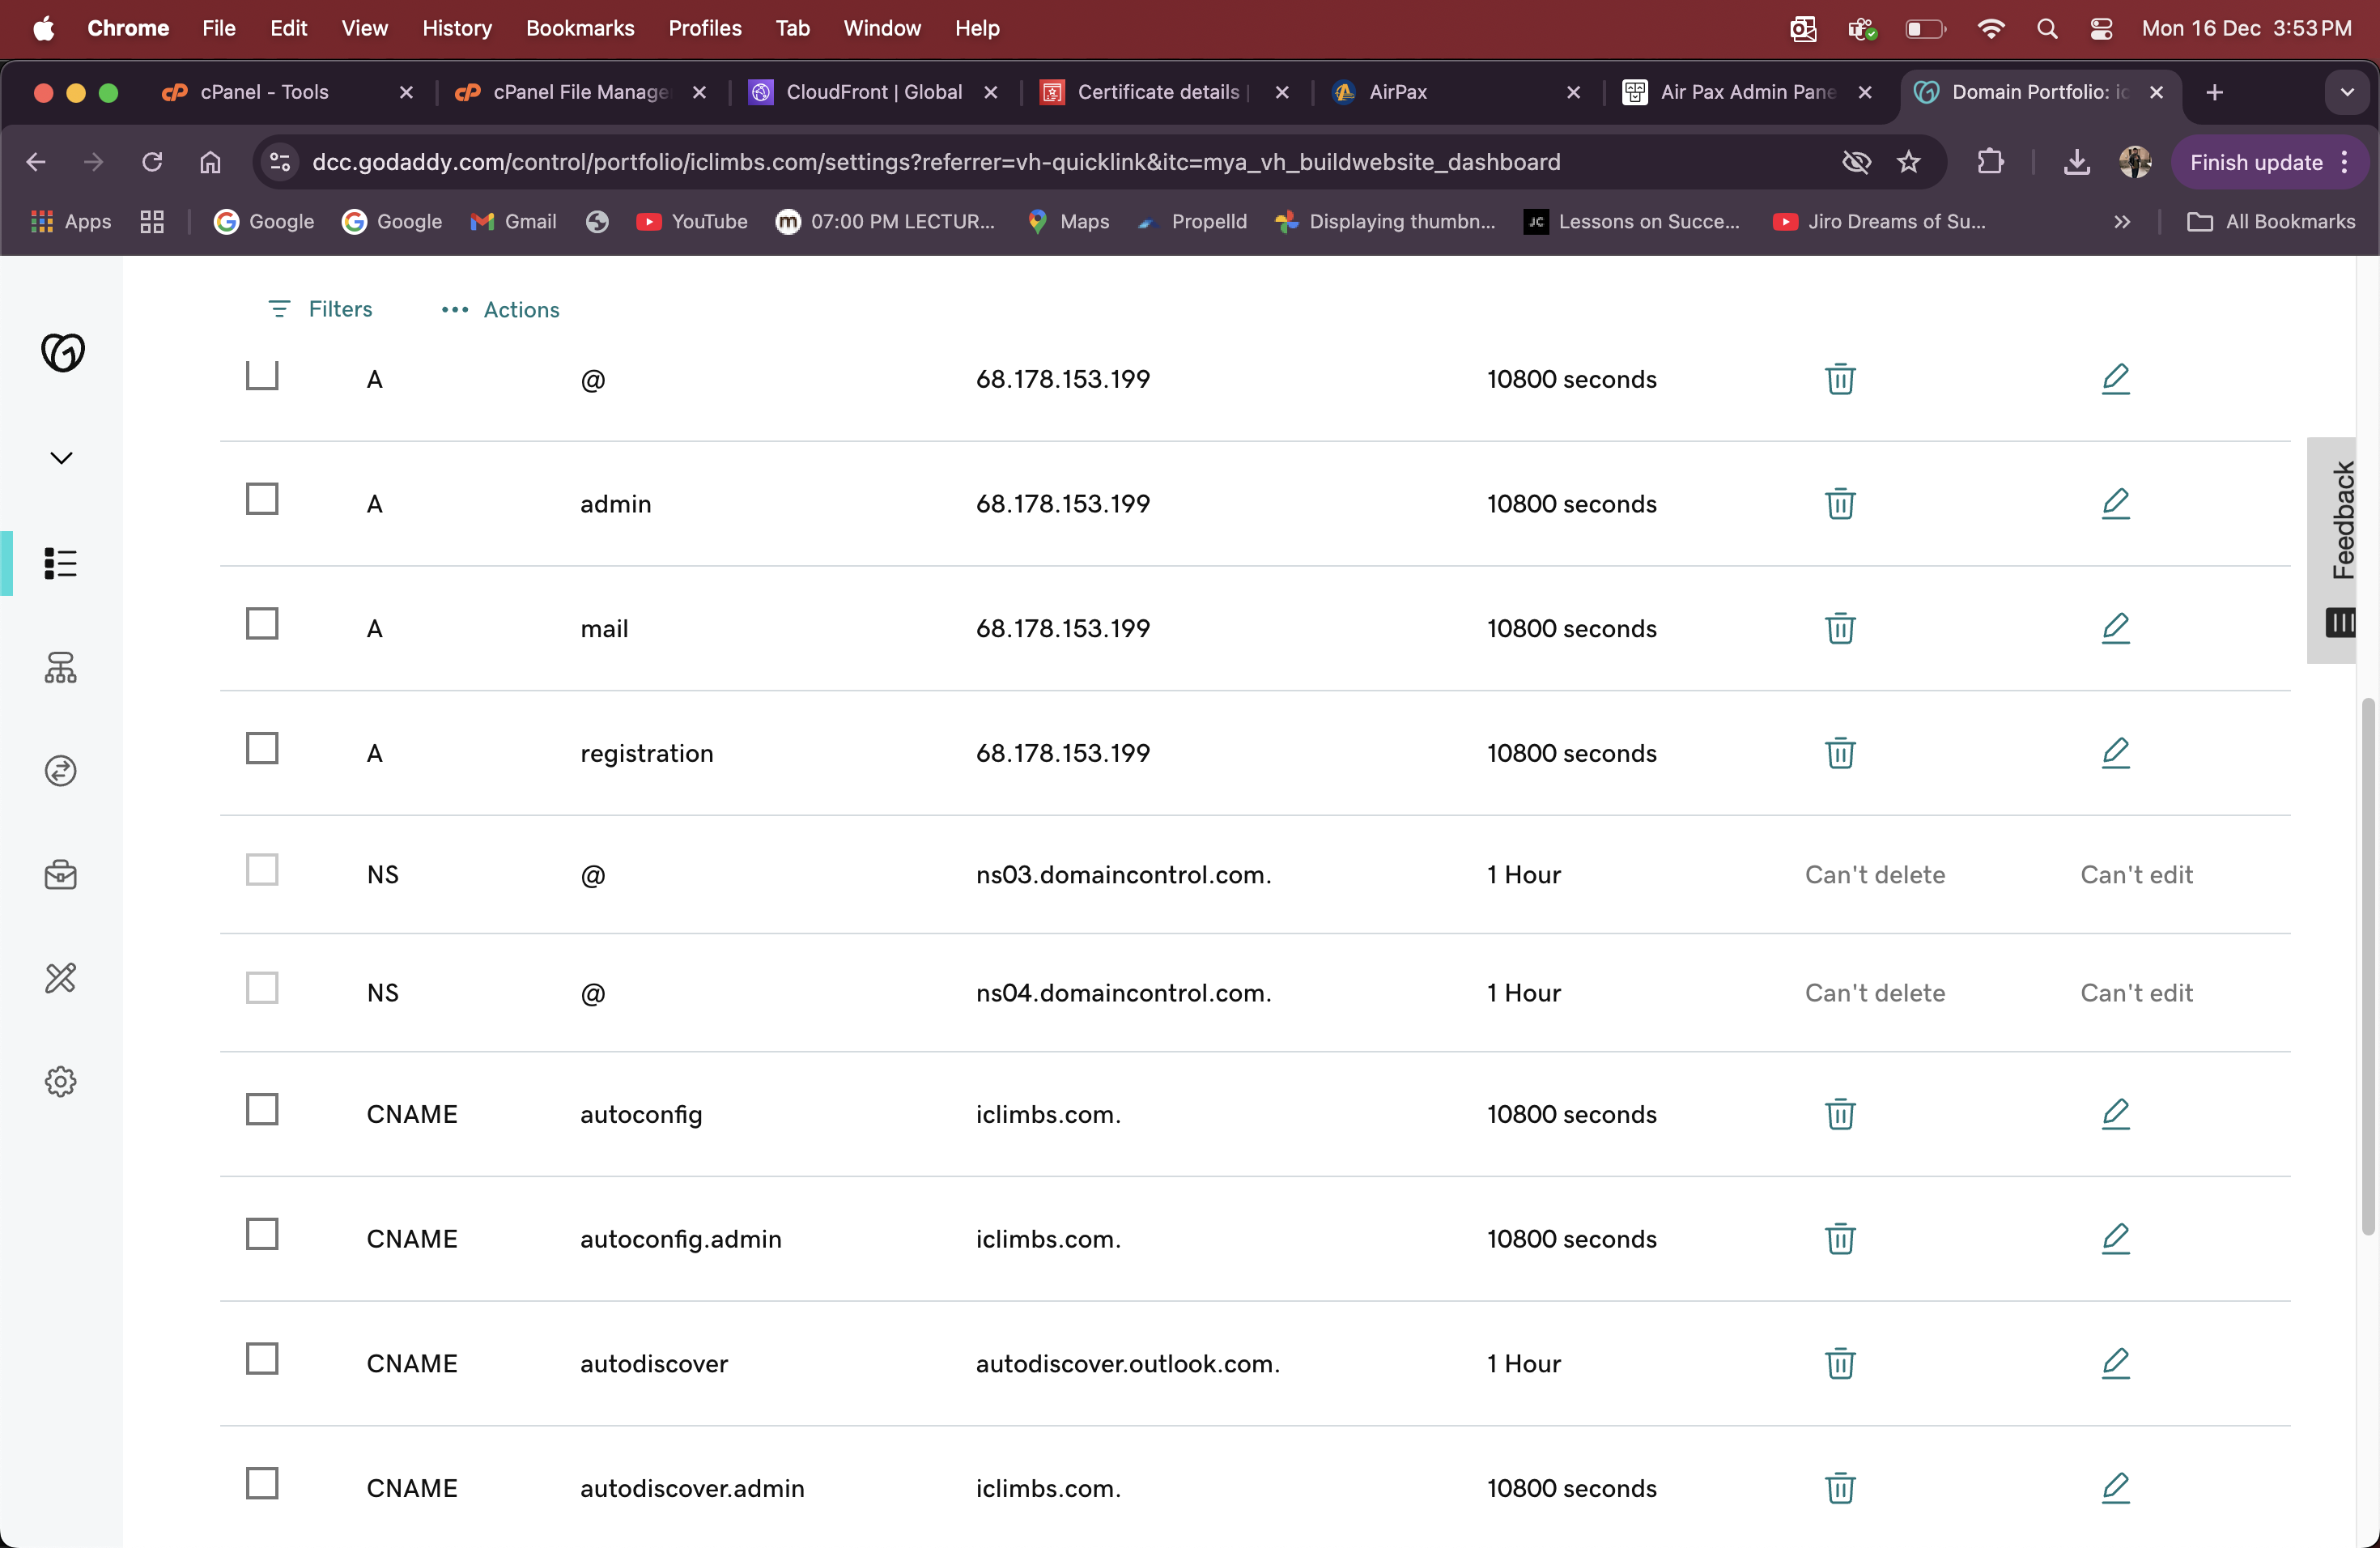 Chrome File Edit View History Bookmarks Profiles Tab Window Help Mon 16 Dec 3:53 PM
cPanel - Tools cPanel File Manage CloudFront | Global Certificate details | AirPax Air Pax Admin Pane Domain Portfolio: ic
dcc.godaddy.com/control/portfolio/iclimbs.com/settings?referrer=vh-quicklink&itc=mya_vh_buildwebsite_dashboard Finish update
Apps Google Google Gmail YouTube m 07:00 PM LECTUR... Maps Propelld Displaying thumbn... JC Lessons on Succe... Jiro Dreams of Su... » All Bookmarks
Filters ••• Actions
A @ 68.178.153.199 10800 seconds
A admin 68.178.153.199 10800 seconds
Feedback
A mail 68.178.153.199 10800 seconds
A registration 68.178.153.199 10800 seconds
NS @ ns03.domaincontrol.com. 1 Hour Can't delete Can't edit
NS @ ns04.domaincontrol.com. 1 Hour Can't delete Can't edit
CNAME autoconfig iclimbs.com. 10800 seconds
CNAME autoconfig.admin iclimbs.com. 10800 seconds
CNAME autodiscover autodiscover.outlook.com. 1 Hour
CNAME autodiscover.admin iclimbs.com. 10800 seconds